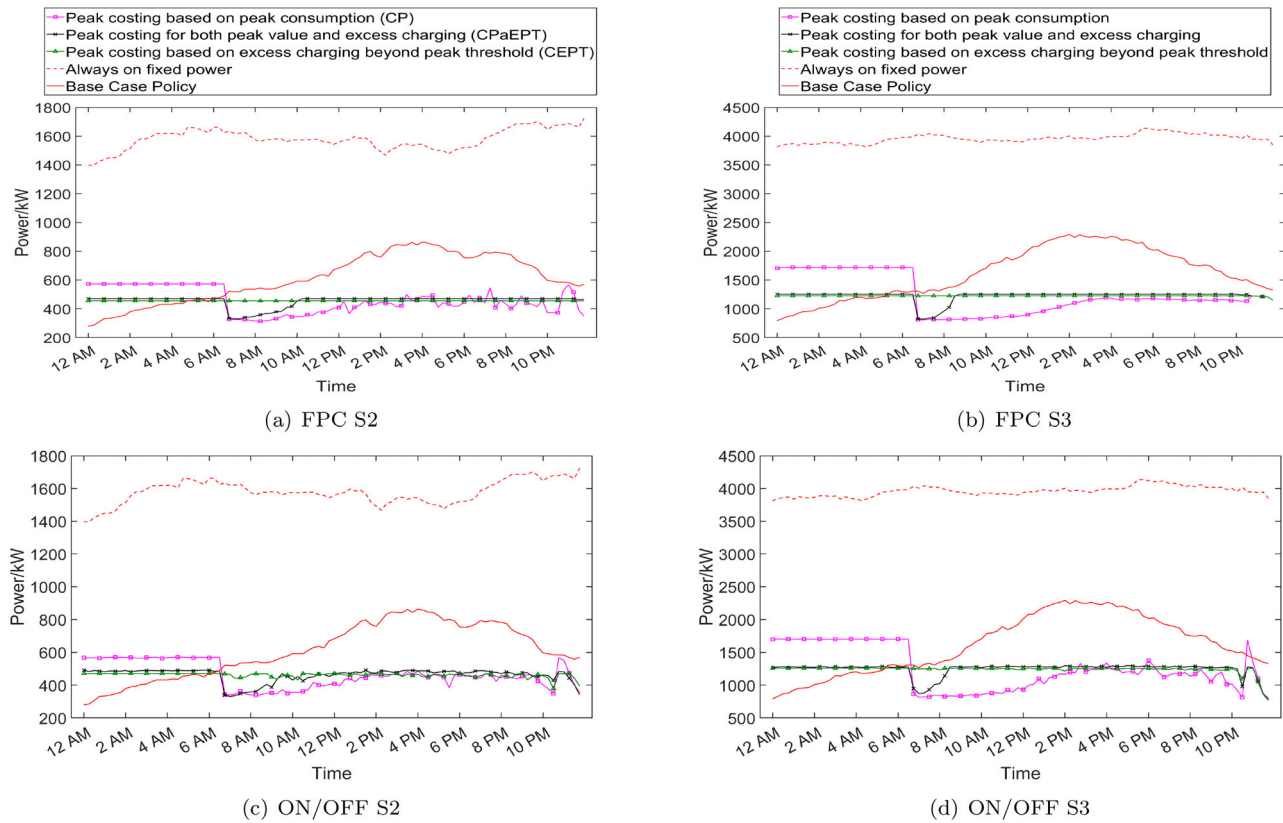 Peak costing based on peak consumption (CP)
Peak costing for both peak value and excess charging (CPaEPT)
Peak costing based on excess charging beyond peak threshold (CEPT)
Always on fixed power
Base Case Policy
1800
1600
1400
1200
1000
800
600
400
200
Power/kW
12 AM
2 AM
4 AM
6 AM
8 AM
10 AM
12 PM
2 PM
4 PM
6 PM
8 PM
10 PM
Time
(a) FPC S2
Peak costing based on peak consumption
Peak costing for both peak value and excess charging
Peak costing based on excess charging beyond peak threshold
Always on fixed power
Base Case Policy
4500
4000
3500
3000
2500
2000
1500
1000
500
Power/kW
12 AM
2 AM
4 AM
6 AM
8 AM
10 AM
12 PM
2 PM
4 PM
6 PM
8 PM
10 PM
Time
(b) FPC S3
1800
1600
1400
1200
1000
800
600
400
200
Power/kW
12 AM
2 AM
4 AM
6 AM
8 AM
10 AM
12 PM
2 PM
4 PM
6 PM
8 PM
10 PM
Time
(c) ON/OFF S2
4500
4000
3500
3000
2500
2000
1500
1000
500
Power/kW
12 AM
2 AM
4 AM
6 AM
8 AM
10 AM
12 PM
2 PM
4 PM
6 PM
8 PM
10 PM
Time
(d) ON/OFF S3